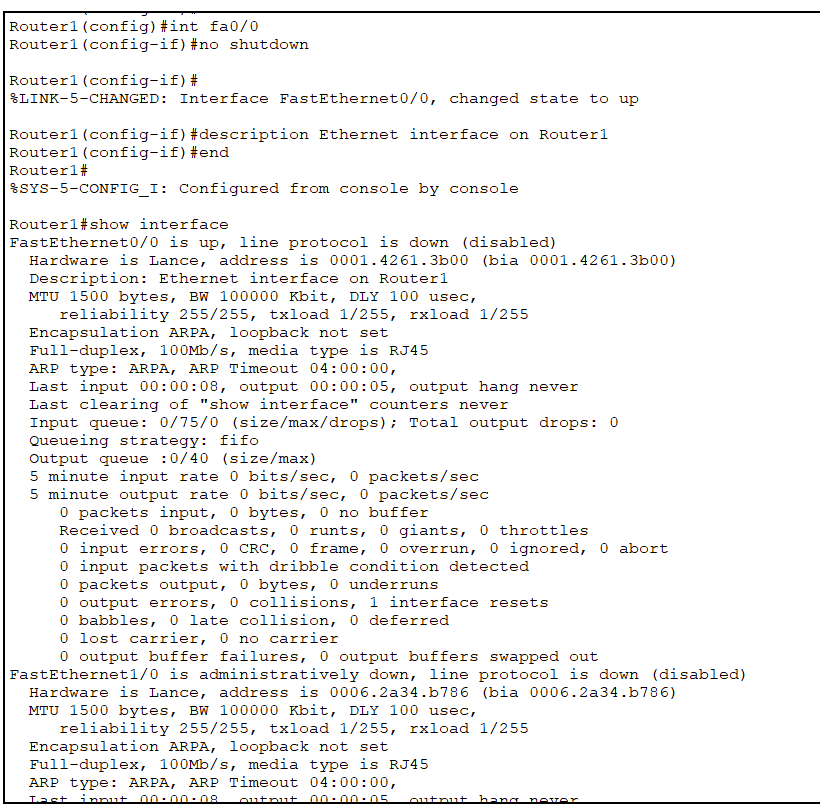 Router1(config)#int fa0/0
Router1(config-if)#no shutdown
Router1(config-if)#
%LINK-5-CHANGED: Interface FastEthernet0/0, changed state to up
Router1(config-if)#description Ethernet interface on Router1
Router1(config-if)#end
Router1#
%SYS-5-CONFIG_I: Configured from console by console
Router1#show interface
FastEthernet0/0 is up, line protocol is down (disabled)
  Hardware is Lance, address is 0001.4261.3b00 (bia 0001.4261.3b00)
  Description: Ethernet interface on Router1
  MTU 1500 bytes, BW 100000 Kbit, DLY 100 usec,
     reliability 255/255, txload 1/255, rxload 1/255
  Encapsulation ARPA, loopback not set
  Full-duplex, 100Mb/s, media type is RJ45
  ARP type: ARPA, ARP Timeout 04:00:00,
  Last input 00:00:08, output 00:00:05, output hang never
  Last clearing of "show interface" counters never
  Input queue: 0/75/0 (size/max/drops); Total output drops: 0
  Queueing strategy: fifo
  Output queue :0/40 (size/max)
  5 minute input rate 0 bits/sec, 0 packets/sec
  5 minute output rate 0 bits/sec, 0 packets/sec
     0 packets input, 0 bytes, 0 no buffer
     Received 0 broadcasts, 0 runts, 0 giants, 0 throttles
     0 input errors, 0 CRC, 0 frame, 0 overrun, 0 ignored, 0 abort
     0 input packets with dribble condition detected
     0 packets output, 0 bytes, 0 underruns
     0 output errors, 0 collisions, 1 interface resets
     0 babbles, 0 late collision, 0 deferred
     0 lost carrier, 0 no carrier
     0 output buffer failures, 0 output buffers swapped out
FastEthernet1/0 is administratively down, line protocol is down (disabled)
  Hardware is Lance, address is 0006.2a34.b786 (bia 0006.2a34.b786)
  MTU 1500 bytes, BW 100000 Kbit, DLY 100 usec,
     reliability 255/255, txload 1/255, rxload 1/255
  Encapsulation ARPA, loopback not set
  Full-duplex, 100Mb/s, media type is RJ45
  ARP type: ARPA, ARP Timeout 04:00:00,
  Last input 00:00:08, output 00:00:05, output hang never